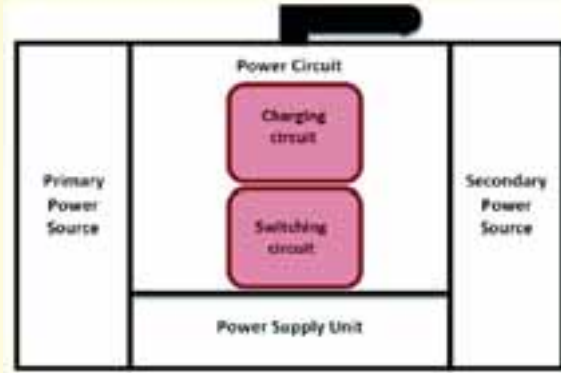 Power Circuit
Charging
circuit
Primary
Power
Source
Secondary
Power
Source
Switching
circuit
Power Supply Unit